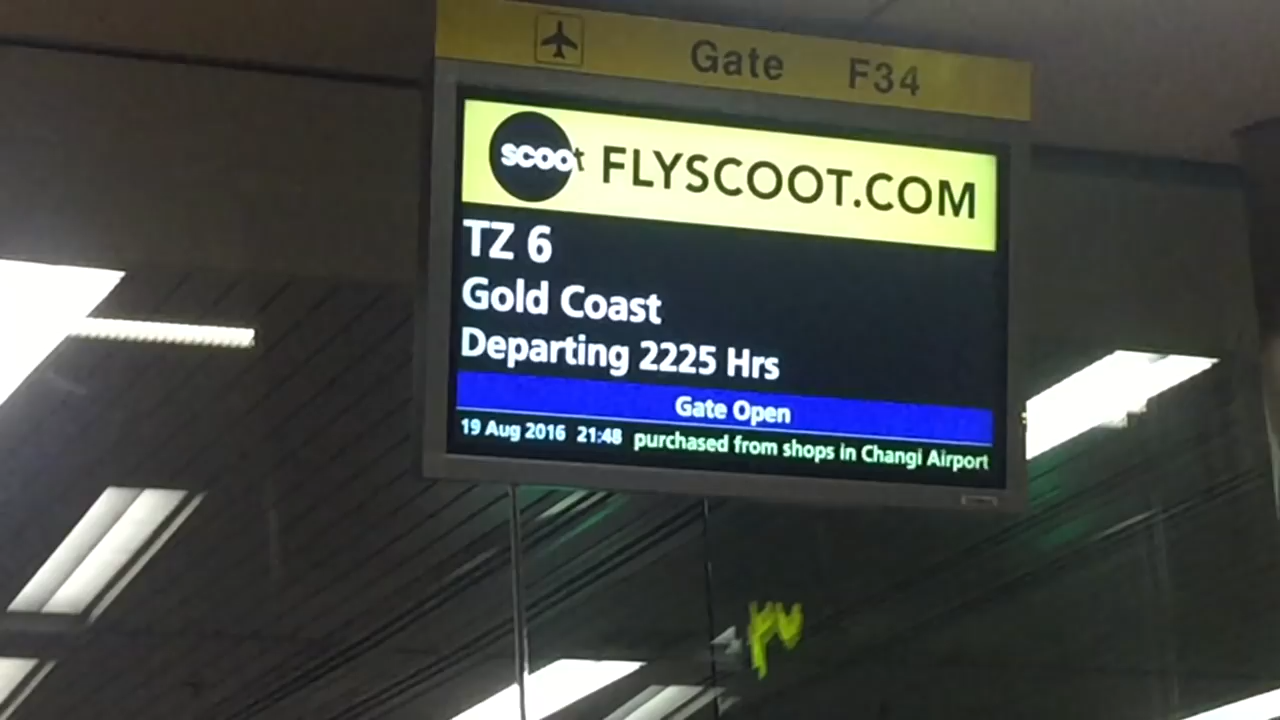 Gate F34
scoot FLYSCOOT.COM
TZ 6
Gold Coast
Departing 2225 Hrs
Gate Open
19 Aug 2016 21:48 purchased from shops in Changi Airport